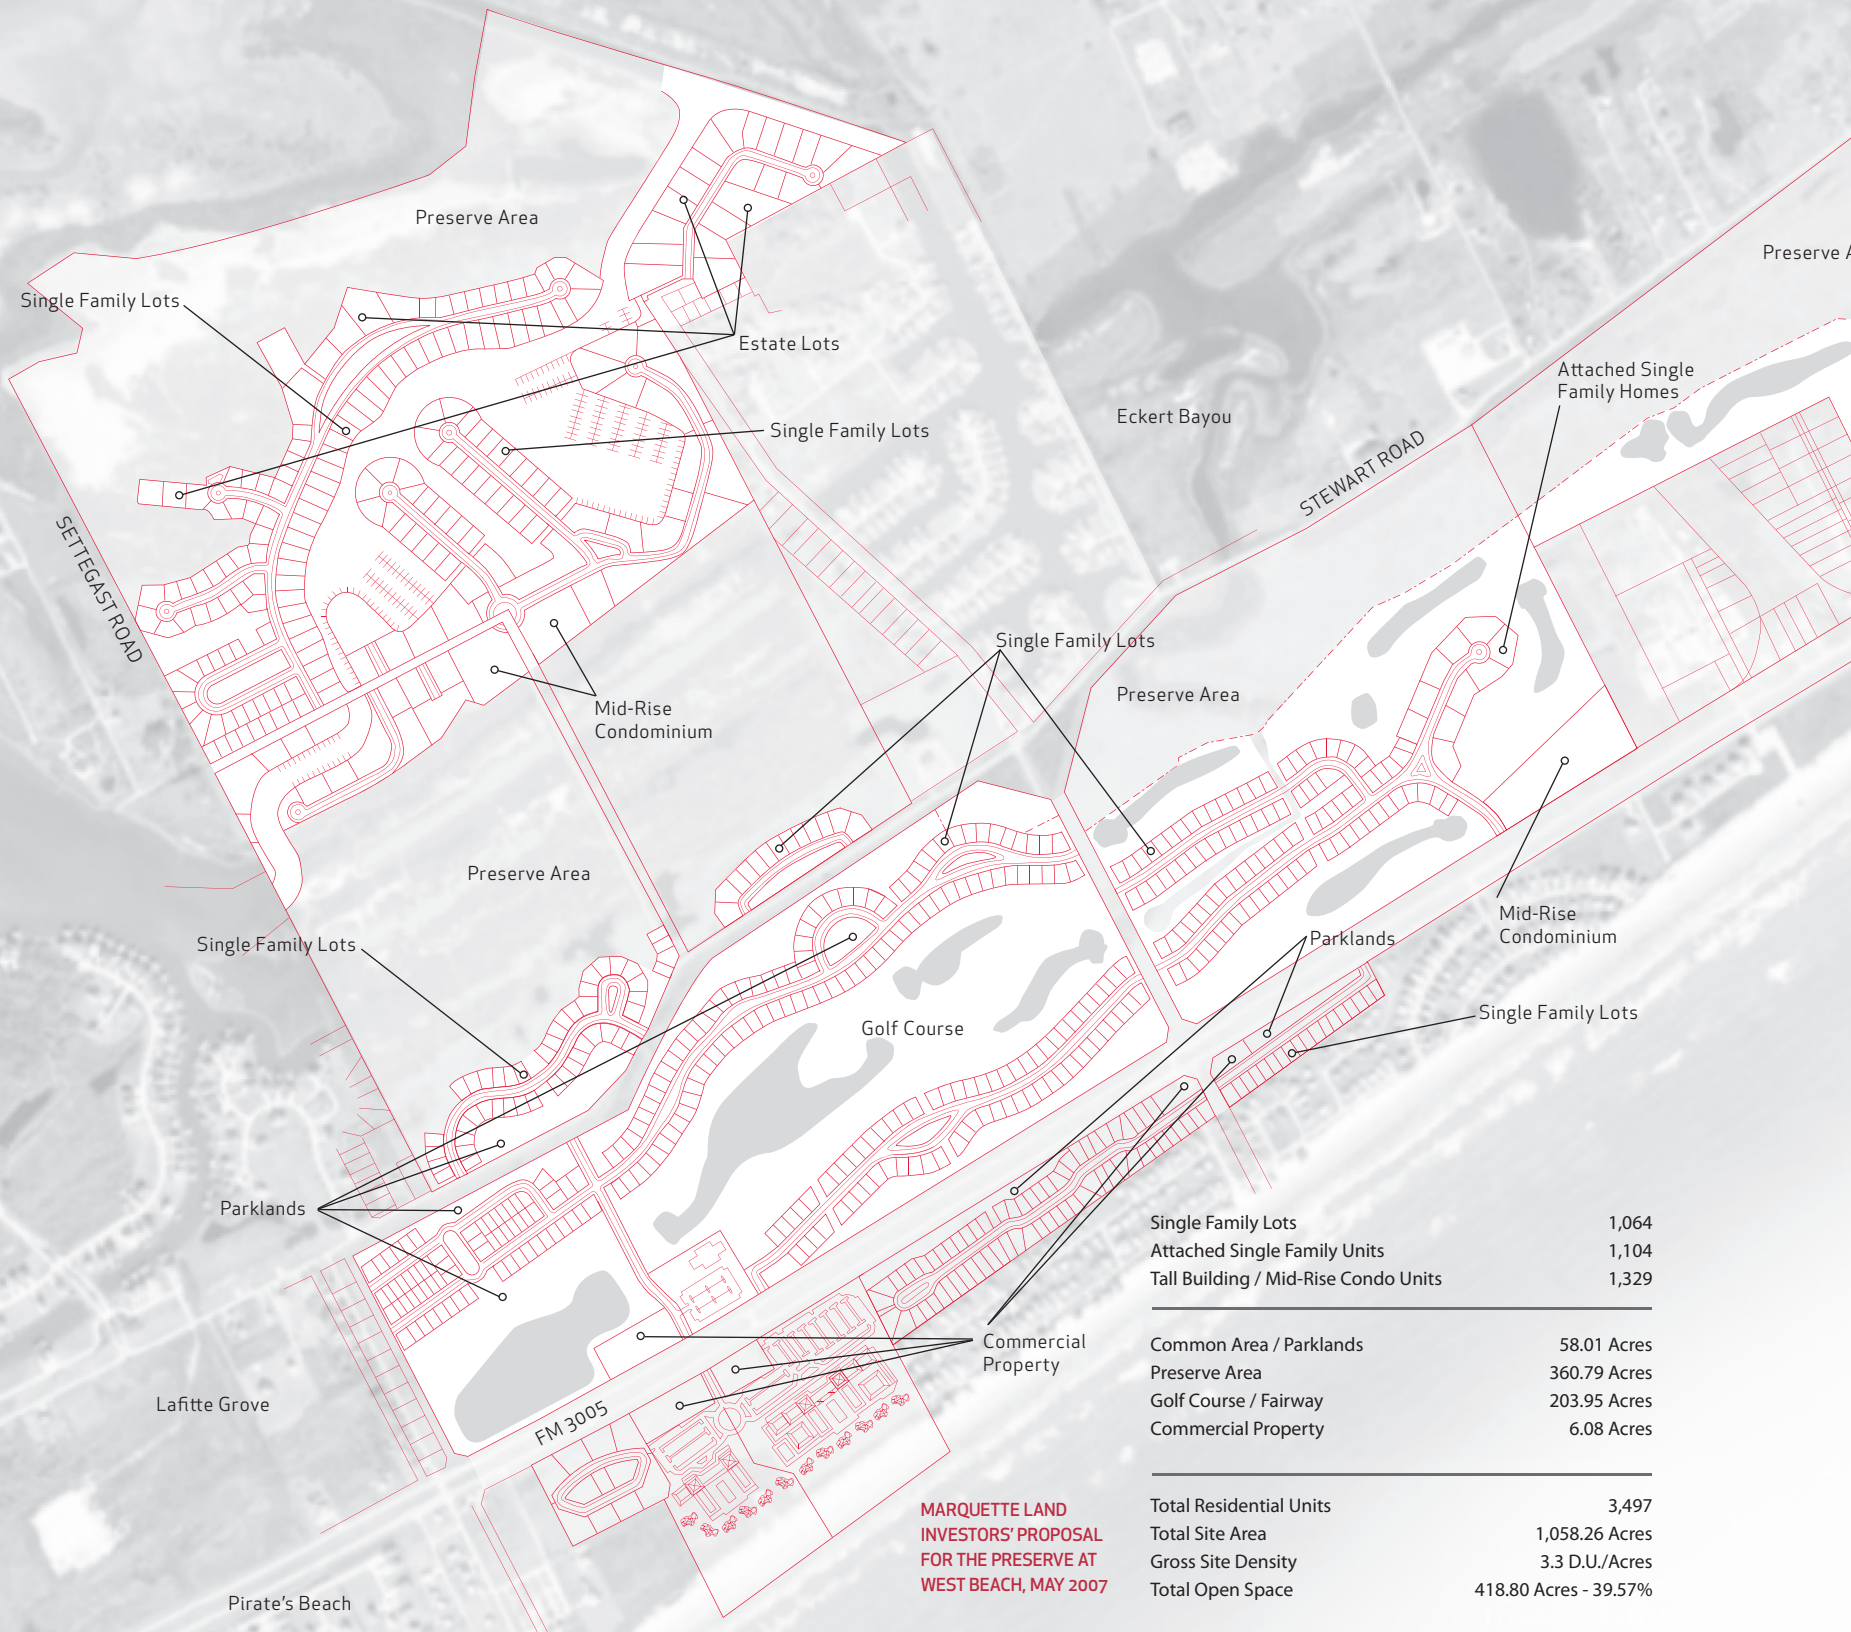 Preserve Area
Preserve A
Single Family Lots
Estate Lots
Attached Single
Family Homes
Single Family Lots
Eckert Bayou
STEWART ROAD
SETTEGAST ROAD
Single Family Lots
Preserve Area
Mid-Rise
Condominium
Preserve Area
Mid-Rise
Condominium
Single Family Lots
Parklands
Single Family Lots
Golf Course
Parklands
Commercial
Property
Lafitte Grove
FM 3005
Pirate's Beach
Single Family Lots 1,064
Attached Single Family Units 1,104
Tall Building / Mid-Rise Condo Units 1,329
Common Area / Parklands 58.01 Acres
Preserve Area 360.79 Acres
Golf Course / Fairway 203.95 Acres
Commercial Property 6.08 Acres
Total Residential Units 3,497
Total Site Area 1,058.26 Acres
Gross Site Density 3.3 D.U./Acres
Total Open Space 418.80 Acres - 39.57%
MARQUETTE LAND
INVESTORS' PROPOSAL
FOR THE PRESERVE AT
WEST BEACH, MAY 2007